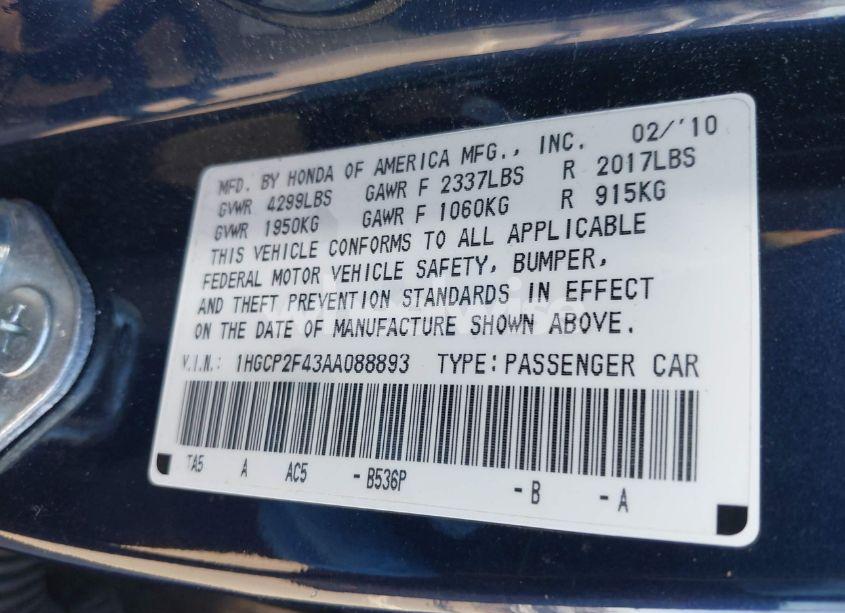 MFD. BY HONDA OF AMERICA MFG., INC. 02/'10
GVWR 4299LBS GAWR F 2337LBS R 2017LBS
GVWR 1950KG GAWR F 1060KG R 915KG
THIS VEHICLE CONFORMS TO ALL APPLICABLE
FEDERAL MOTOR VEHICLE SAFETY, BUMPER,
AND THEFT PREVENTION STANDARDS IN EFFECT
ON THE DATE OF MANUFACTURE SHOWN ABOVE.
V.I.N.: 1HGCP2F43AA088893 TYPE: PASSENGER CAR
TA5 A AC5 - B536P - B - A